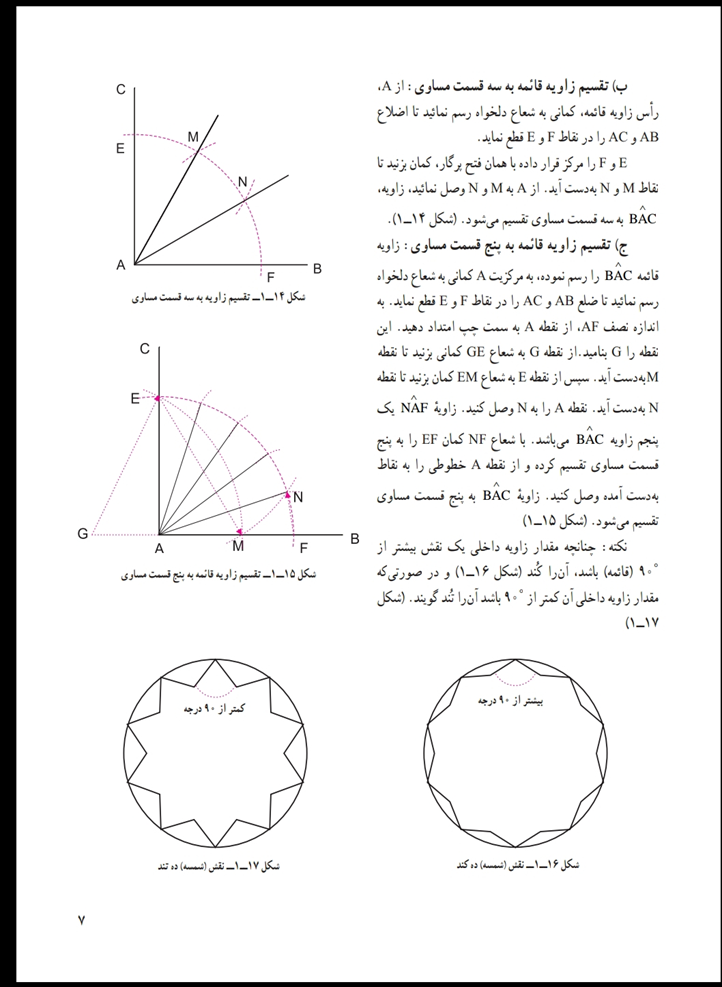 ب) تقسیم زاویه قائمه به سه قسمت مساوی : از A،
رأس زاویه قائمه، کمانی به شعاع دلخواه رسم نمائید تا اضلاع
AB و AC را در نقاط F و E قطع نماید.
E و F را مرکز قرار داده با همان فتح پرگار، کمان بزنید تا
نقاط M و N به‌دست آید. از A به M و N وصل نمائید، زاویه،
BÂC به سه قسمت مساوی تقسیم می‌شود. (شکل ۱۴ــ۱).
ج) تقسیم زاویه قائمه به پنج قسمت مساوی : زاویه
قائمه BÂC را رسم نموده، به مرکزیت A کمانی به شعاع دلخواه
رسم نمائید تا ضلع AB و AC را در نقاط F و E قطع نماید. به
اندازه نصف AF، از نقطه A به سمت چپ امتداد دهید. این
نقطه را G بنامید.از نقطه G به شعاع GE کمانی بزنید تا نقطه
M به‌دست آید. سپس از نقطه E به شعاع EM کمان بزنید تا نقطه
N به‌دست آید. نقطه A را به N وصل کنید. زاویهٔ NÂF یک
پنجم زاویه BÂC می‌باشد. با شعاع NF کمان EF را به پنج
قسمت مساوی تقسیم کرده و از نقطه A خطوطی را به نقاط
به‌دست آمده وصل کنید. زاویهٔ BÂC به پنج قسمت مساوی
تقسیم می‌شود. (شکل ۱۵ــ۱)
نکته : چنانچه مقدار زاویه داخلی یک نقش بیشتر از
۹۰° (قائمه) باشد، آن‌را کُند (شکل ۱۶ــ۱) و در صورتی‌که
مقدار زاویه داخلی آن کمتر از ۹۰° باشد آن‌را تُند گویند. (شکل
۱۷ــ۱)
C
E
M
N
A
F
B
شکل ۱۴ــ۱ــ تقسیم زاویه به سه قسمت مساوی
C
E
N
G
A
M
F
B
شکل ۱۵ــ۱ــ تقسیم زاویه قائمه به پنج قسمت مساوی
بیشتر از ۹۰ درجه
شکل ۱۶ــ۱ــ نقش (شمسه) ده کند
کمتر از ۹۰ درجه
شکل ۱۷ــ۱ــ نقش (شمسه) ده تند
۷